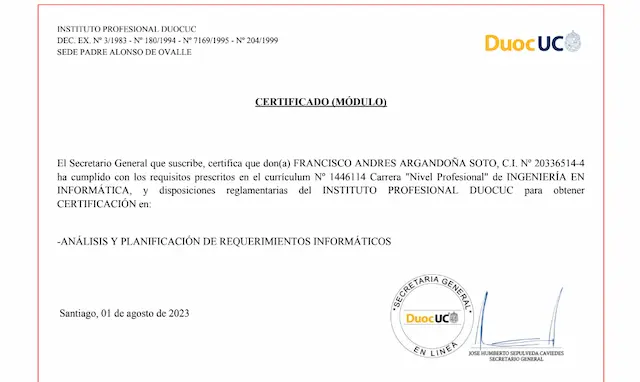 INSTITUTO PROFESIONAL DUOCUC
DEC. EX. Nº 3/1983 - Nº 180/1994 - Nº 7169/1995 - Nº 204/1999
SEDE PADRE ALONSO DE OVALLE
DuocUC
CERTIFICADO (MÓDULO)
El Secretario General que suscribe, certifica que don(a) FRANCISCO ANDRES ARGANDOÑA SOTO, C.I. Nº 20336514-4
ha cumplido con los requisitos prescritos en el currículum Nº 1446114 Carrera "Nivel Profesional" de INGENIERÍA EN
INFORMÁTICA, y disposiciones reglamentarias del INSTITUTO PROFESIONAL DUOCUC para obtener
CERTIFICACIÓN en:
-ANÁLISIS Y PLANIFICACIÓN DE REQUERIMIENTOS INFORMÁTICOS
Santiago, 01 de agosto de 2023
SECRETARIA GENERAL
DuocUC
EN LINEA
JOSE HUMBERTO SEPULVEDA CAVIEDES
SECRETARIO GENERAL